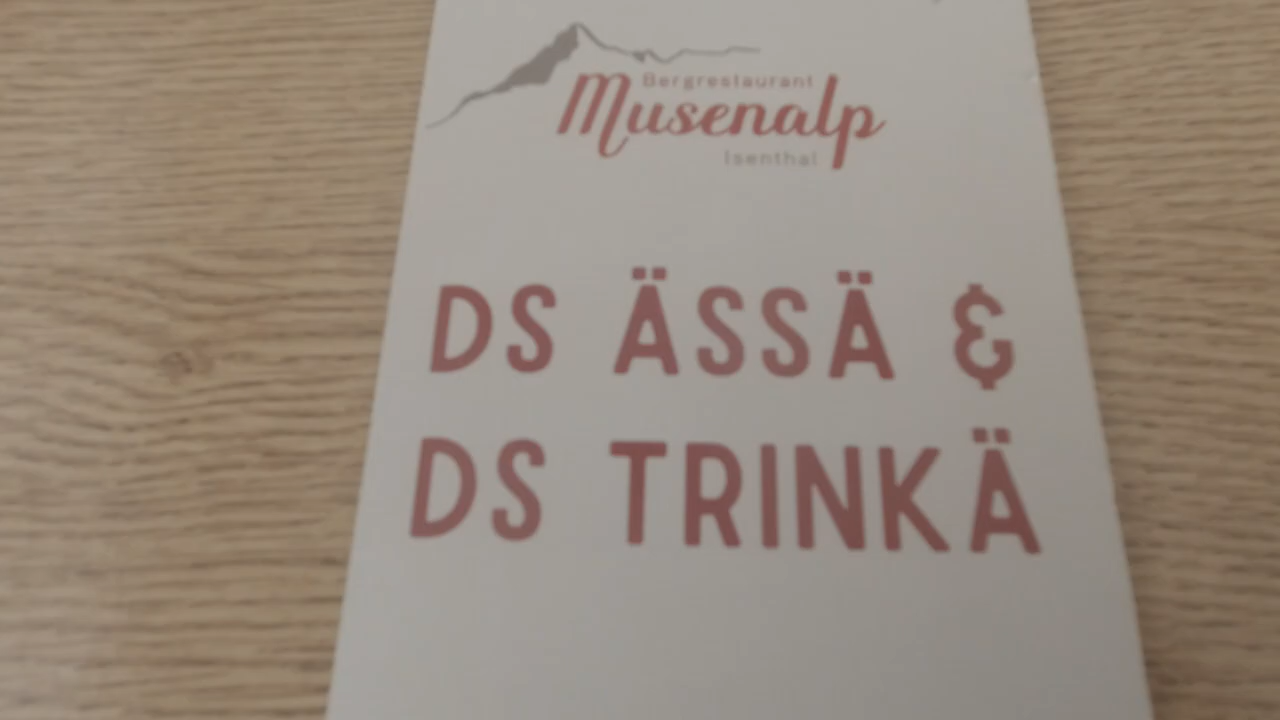 Bergrestaurant
Musenalp
Isenthal
DS ÄSSÄ &
DS TRINKÄ